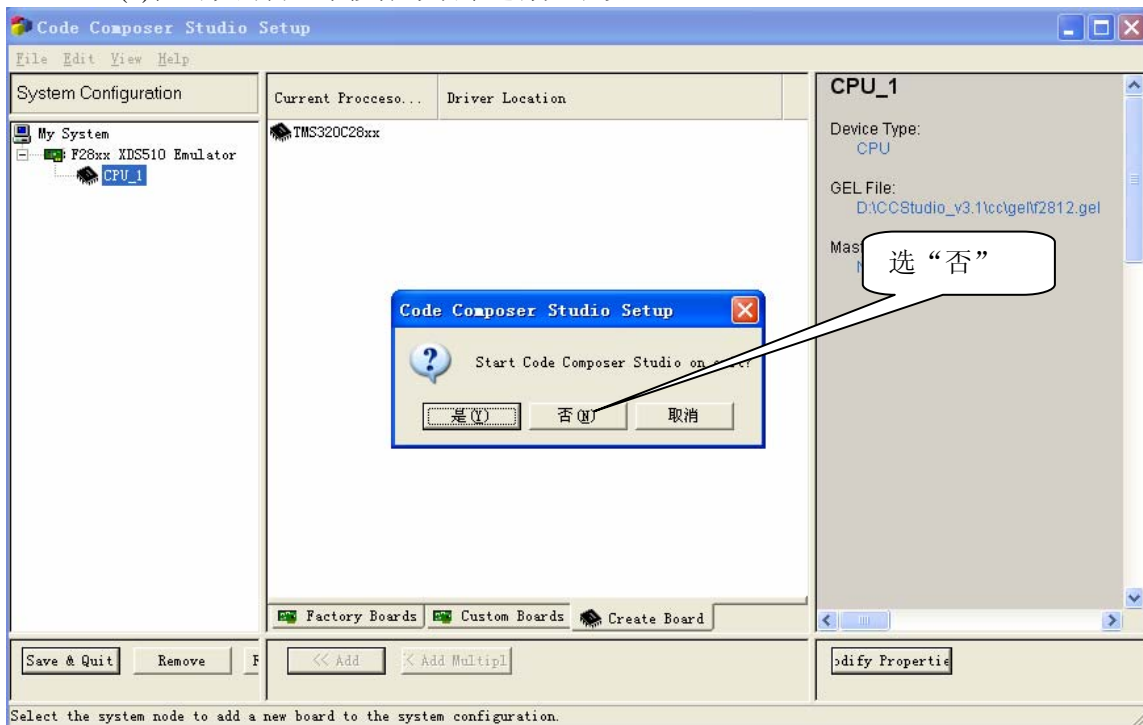 Code Composer Studio Setup
File Edit View Help
System Configuration
My System
F28xx XDS510 Emulator
CPU_1
Current Procceso... Driver Location
TMS320C28xx
CPU_1
Device Type:
CPU
GEL File:
D:\CCStudio_v3.1\cc\gel\f2812.gel
选“否”
Code Composer Studio Setup
Start Code Composer Studio on
是(Y) 否(N) 取消
Factory Boards Custom Boards Create Board
Save & Quit Remove
<< Add < Add Multipl
odify Propertie
Select the system node to add a new board to the system configuration.